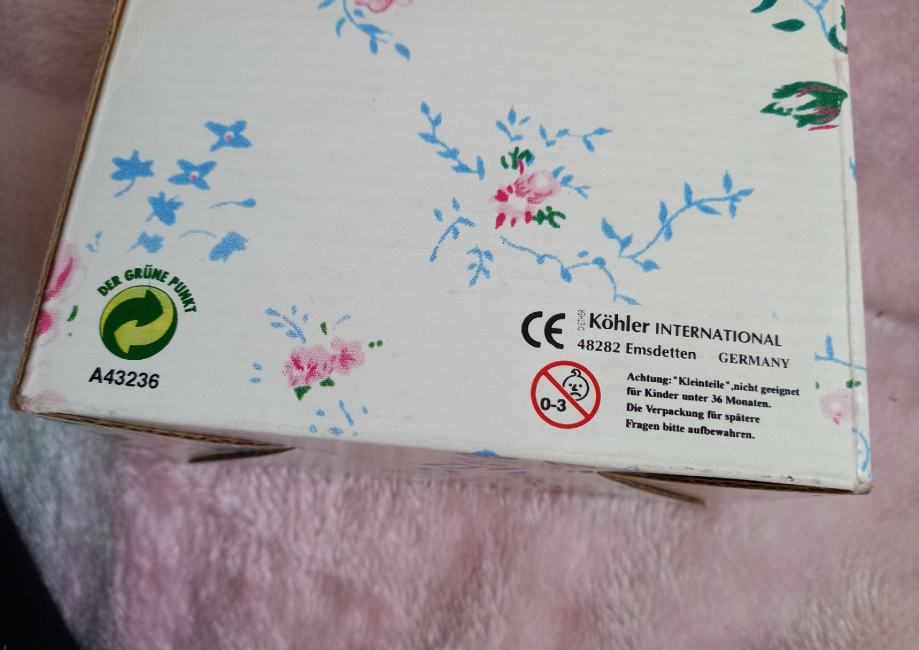 DER GRÜNE PUNKT
A43236
CE
DIETHER Köhler INTERNATIONAL
48282 Emsdetten GERMANY
0-3
Achtung: "Kleinteile", nicht geeignet
für Kinder unter 36 Monaten.
Die Verpackung für spätere
Fragen bitte aufbewahren.